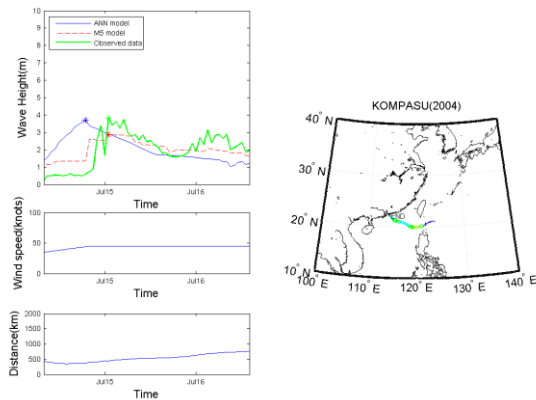 ANN model
M5 model
Observed data
Wave Height(m)
10
9
8
7
6
5
4
3
2
1
0
Jul15
Jul16
Time
Wind speed(knots)
100
50
0
Jul15
Jul16
Time
Distance(km)
2000
1500
1000
500
0
Jul15
Jul16
Time
KOMPASU(2004)
40° N
30° N
20° N
10° N
END
110° E
120° E
130° E
140° E